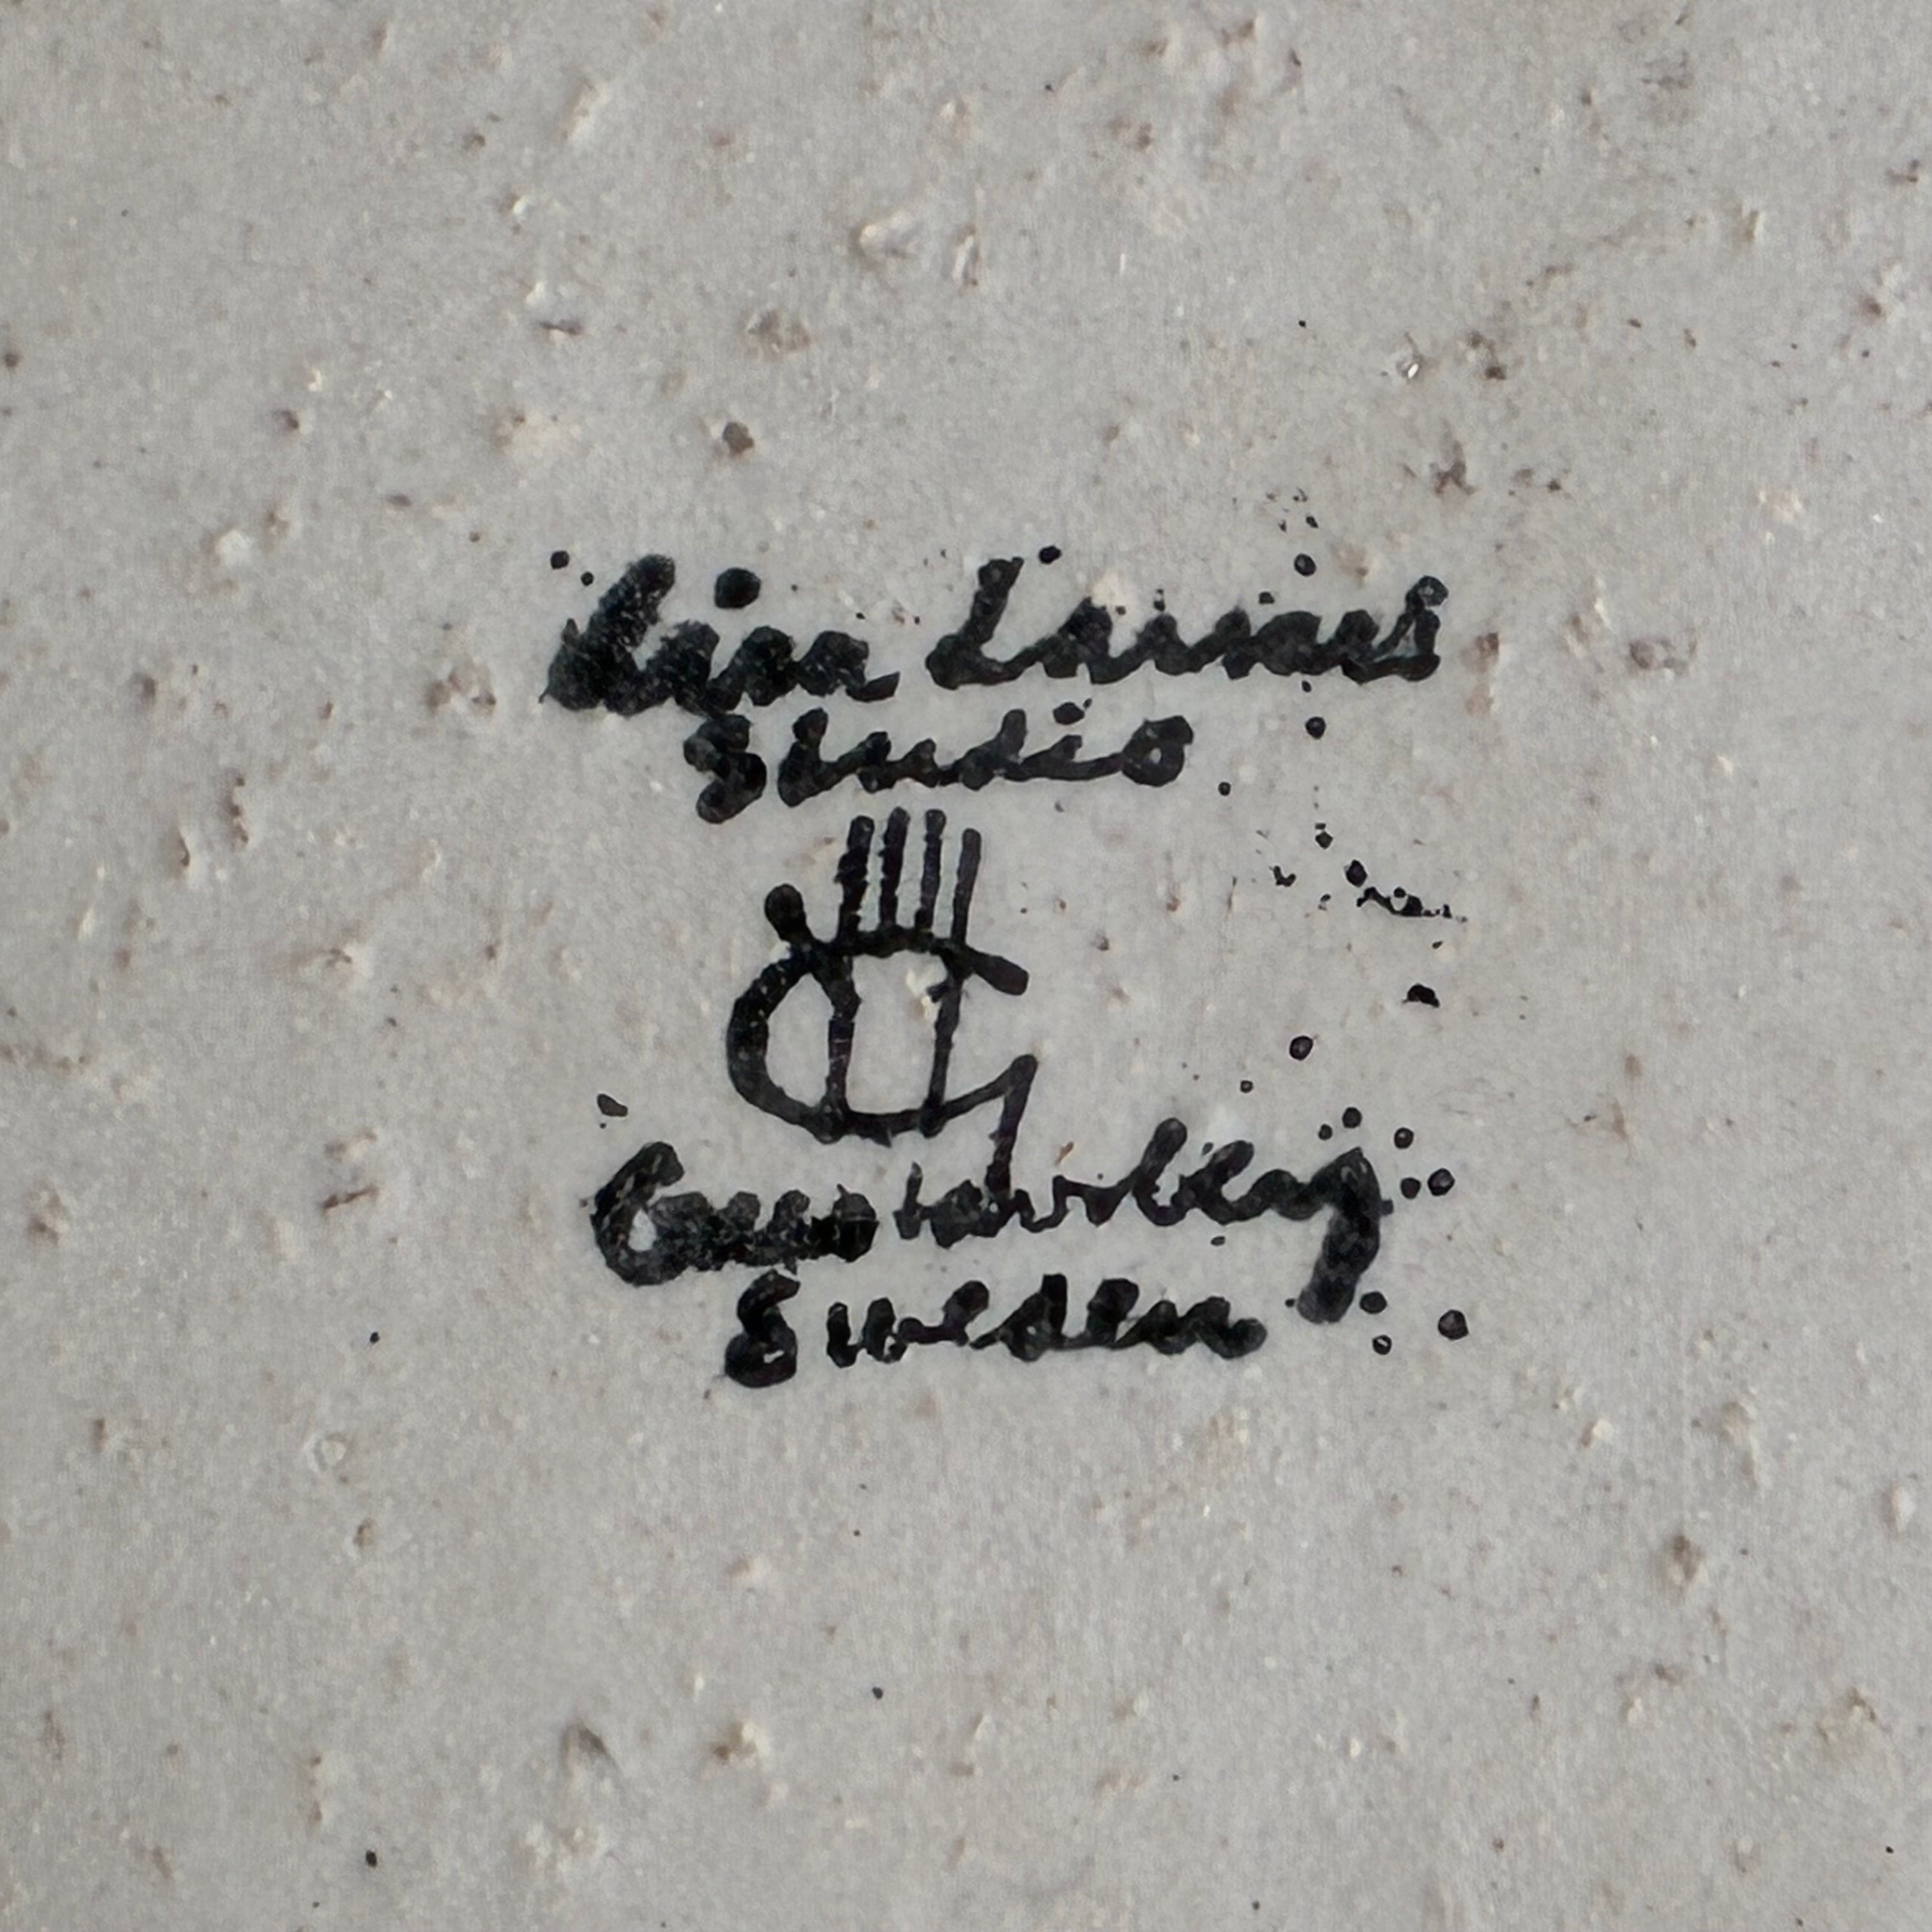 Lisa Larson
Studio
Gustavsberg
Sweden